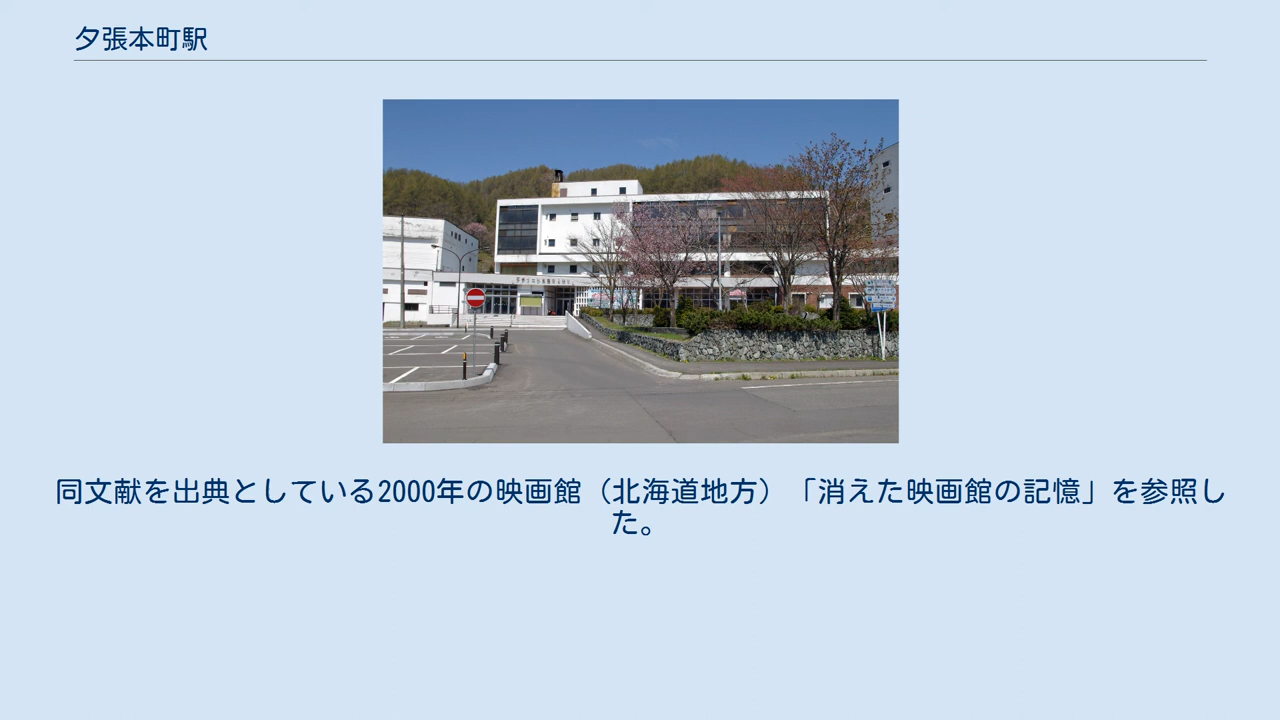 夕張本町駅
同文献を出典としている2000年の映画館（北海道地方）「消えた映画館の記憶」を参照し
た。